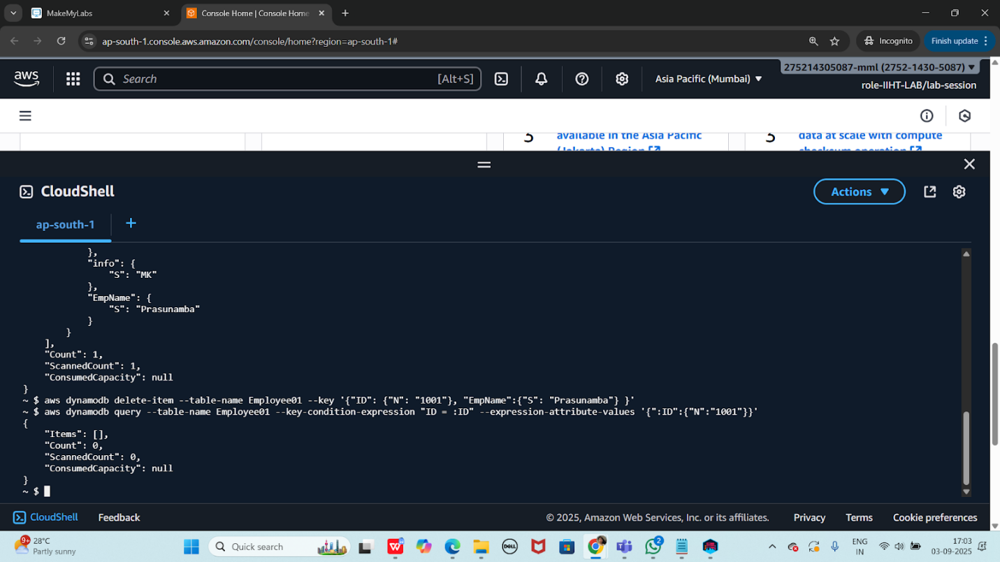 MakeMyLabs
Console Home | Console Home
ap-south-1.console.aws.amazon.com/console/home?region=ap-south-1#
Incognito
Finish update
aws
Search
[Alt+S]
Asia Pacific (Mumbai)
275214305087-mml (2752-1430-5087)
role-IIHT-LAB/lab-session
3
available in the Asia Pacific
(Jakarta) Region
3
data at scale with compute
checksum operation
CloudShell
Actions
ap-south-1
+
},
"info": {
"S": "MK"
},
"EmpName": {
"S": "Prasunamba"
}
}
],
"Count": 1,
"ScannedCount": 1,
"ConsumedCapacity": null
}
~ $ aws dynamodb delete-item --table-name Employee01 --key '{"ID": {"N": "1001"}, "EmpName":{"S": "Prasunamba"} }'
~ $ aws dynamodb query --table-name Employee01 --key-condition-expression "ID = :ID" --expression-attribute-values '{":ID":{"N":"1001"}}'
{
"Items": [],
"Count": 0,
"ScannedCount": 0,
"ConsumedCapacity": null
}
~ $
CloudShell
Feedback
© 2025, Amazon Web Services, Inc. or its affiliates.
Privacy
Terms
Cookie preferences
9+
28°C
Partly sunny
Search
DELL
2
ENG
IN
17:03
03-09-2025